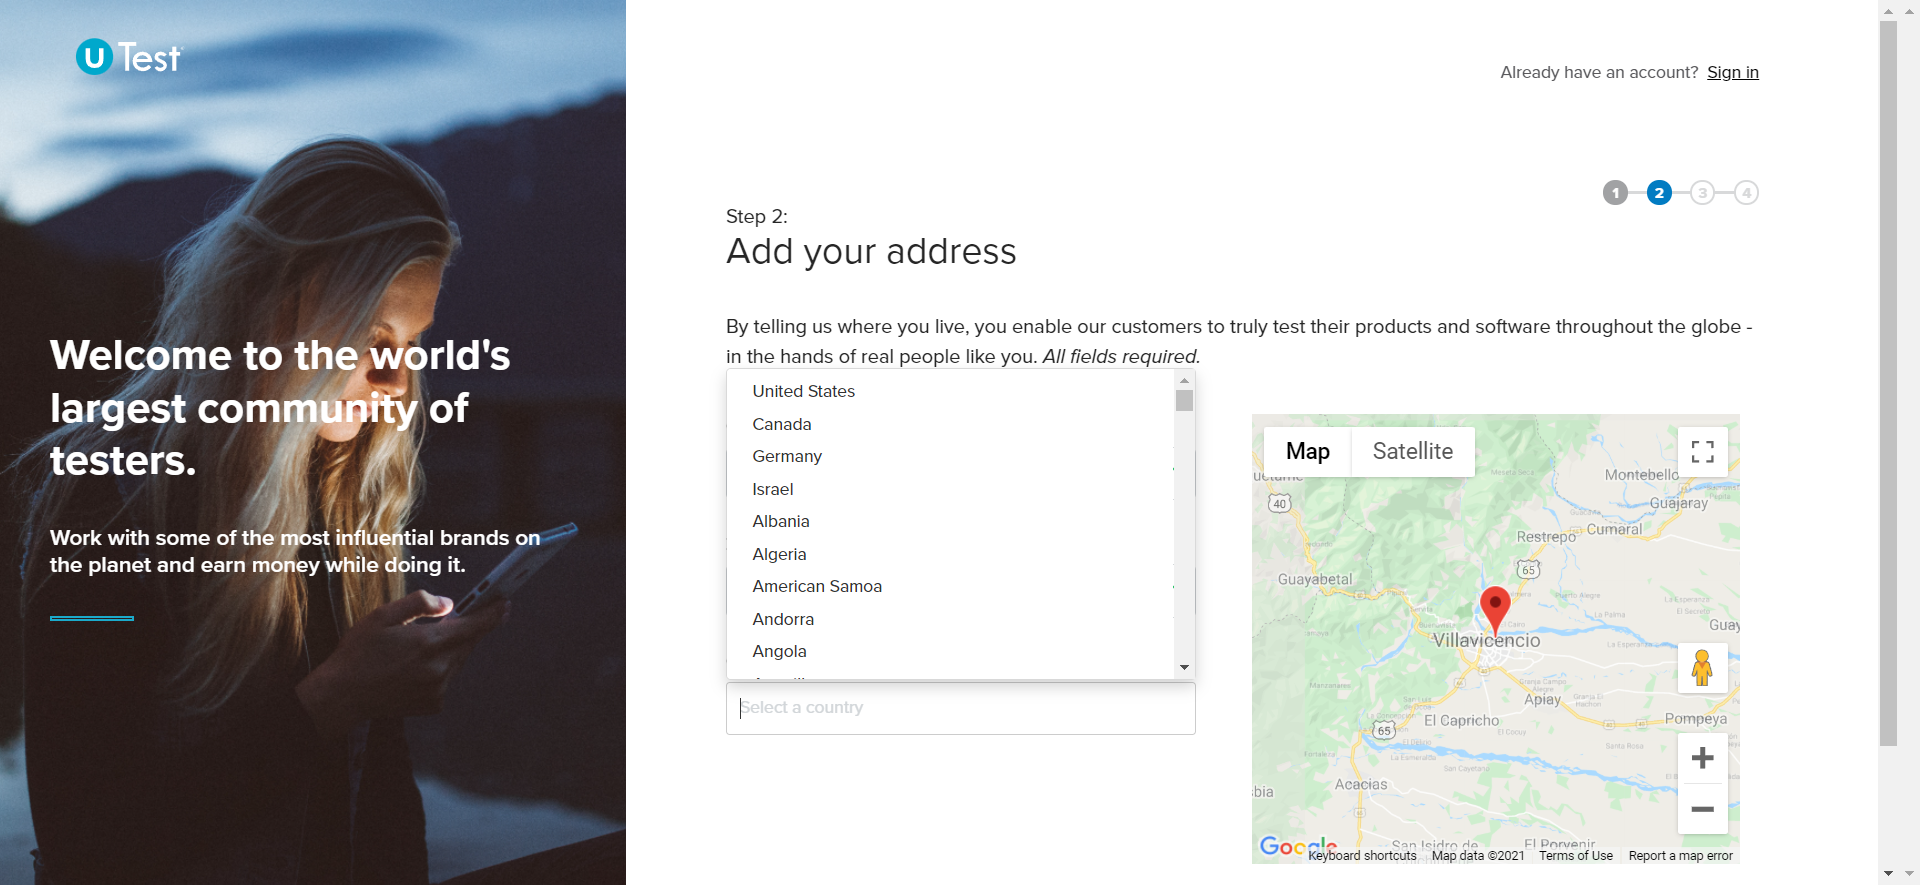 U Test
Already have an account? Sign in
1 2 3 4
Step 2:
Add your address
By telling us where you live, you enable our customers to truly test their products and software throughout the globe -
in the hands of real people like you. All fields required.
Welcome to the world's
largest community of
testers.
Work with some of the most influential brands on
the planet and earn money while doing it.
United States
Canada
Germany
Israel
Albania
Algeria
American Samoa
Andorra
Angola
Select a country
Map
Satellite
Montebello
40
Guajaray
Cumaral
Restrepo
65
Guayabetal
Villavicencio
Guay
Apiay
El Capricho
Pompeya
65
Acacias
bia
Google
San Isidro de
El Porvenir
Keyboard shortcuts
Map data ©2021
Terms of Use
Report a map error